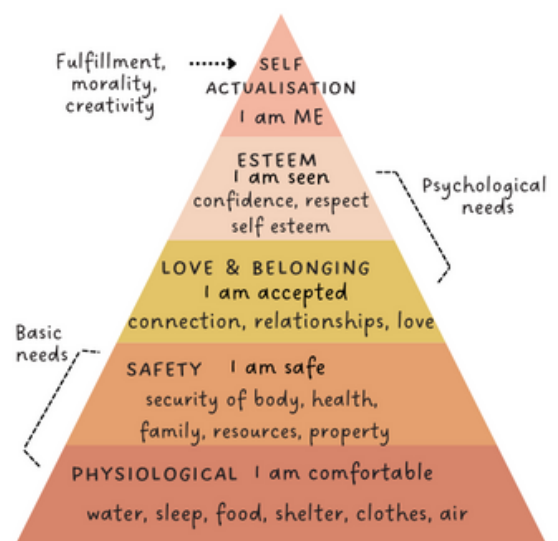 Fulfillment,
morality,
creativity
SELF
ACTUALISATION
I am ME
ESTEEM
I am seen
confidence, respect
self esteem
Psychological
needs
LOVE & BELONGING
I am accepted
connection, relationships, love
Basic
needs
SAFETY I am safe
security of body, health,
family, resources, property
PHYSIOLOGICAL I am comfortable
water, sleep, food, shelter, clothes, air